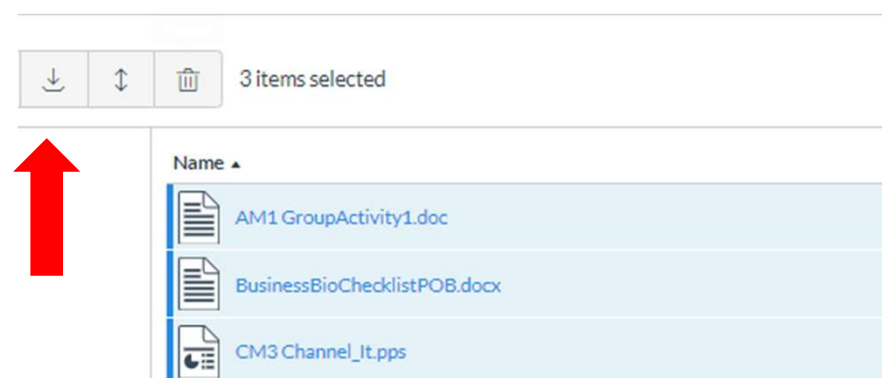 3 items selected
Name
AM1 GroupActivity1.doc
BusinessBioChecklistPOB.docx
CM3 Channel_It.pps